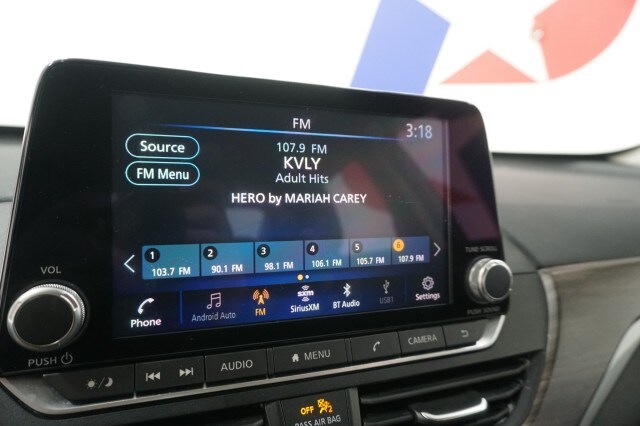 FM
3:18
Source
107.9 FM
KVLY
FM Menu
Adult Hits
HERO by MARIAH CAREY
1 2 3 4 5 6
103.7 FM 90.1 FM 98.1 FM 106.1 FM 105.7 FM 107.9 FM
Phone Android Auto FM sxm SiriusXM BT Audio USB1 Settings
VOL
TUNE·SCROLL
PUSH
PUSH SOUND
AUDIO MENU CAMERA
OFF 2
PASS AIR BAG